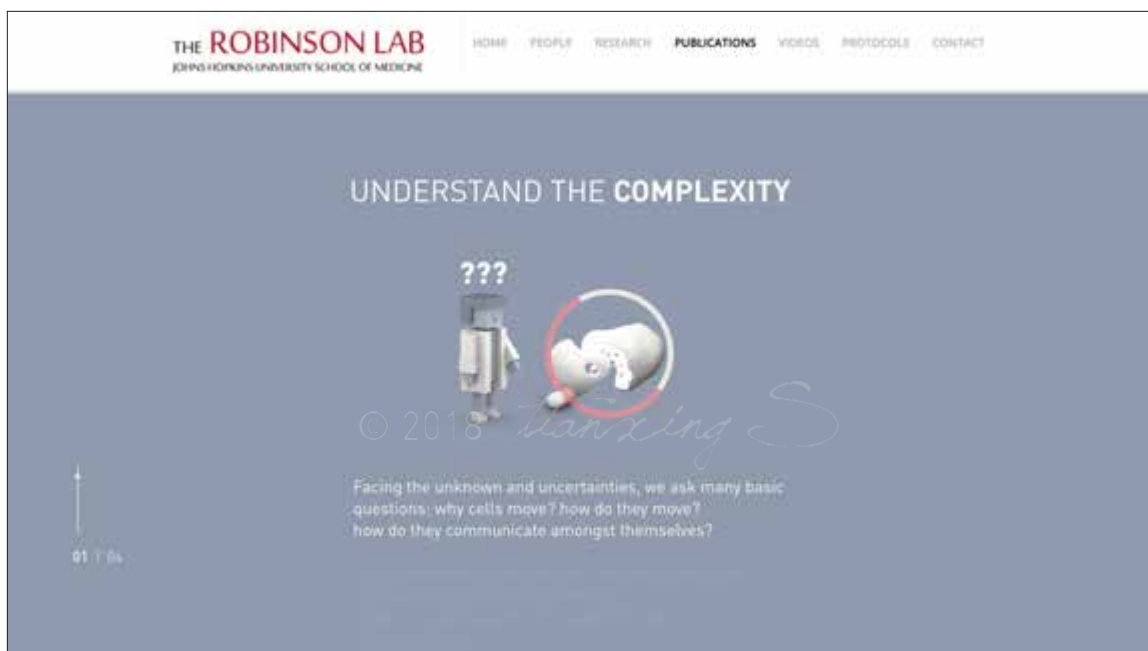 THE ROBINSON LAB
JOHNS HOPKINS UNIVERSITY SCHOOL OF MEDICINE
HOME PEOPLE RESEARCH PUBLICATIONS VIDEOS PROTOCOLS CONTACT
UNDERSTAND THE COMPLEXITY
???
© 2018 tianxing S
Facing the unknown and uncertainties, we ask many basic
questions: why cells move? how do they move?
how do they communicate amongst themselves?
01 / 04